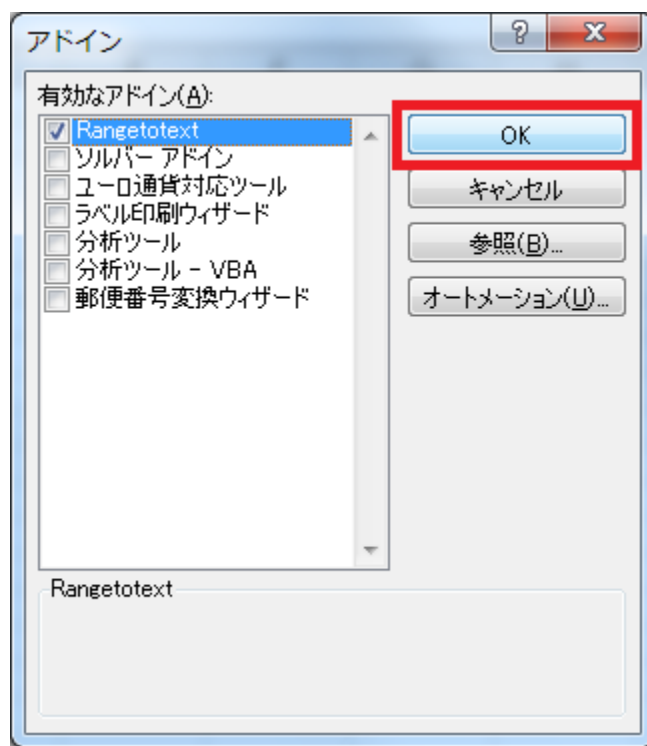 アドイン
有効なアドイン(A):
Rangetotext
ソルバー アドイン
ユーロ通貨対応ツール
ラベル印刷ウィザード
分析ツール
分析ツール - VBA
郵便番号変換ウィザード
OK
キャンセル
参照(B)...
オートメーション(U)...
Rangetotext